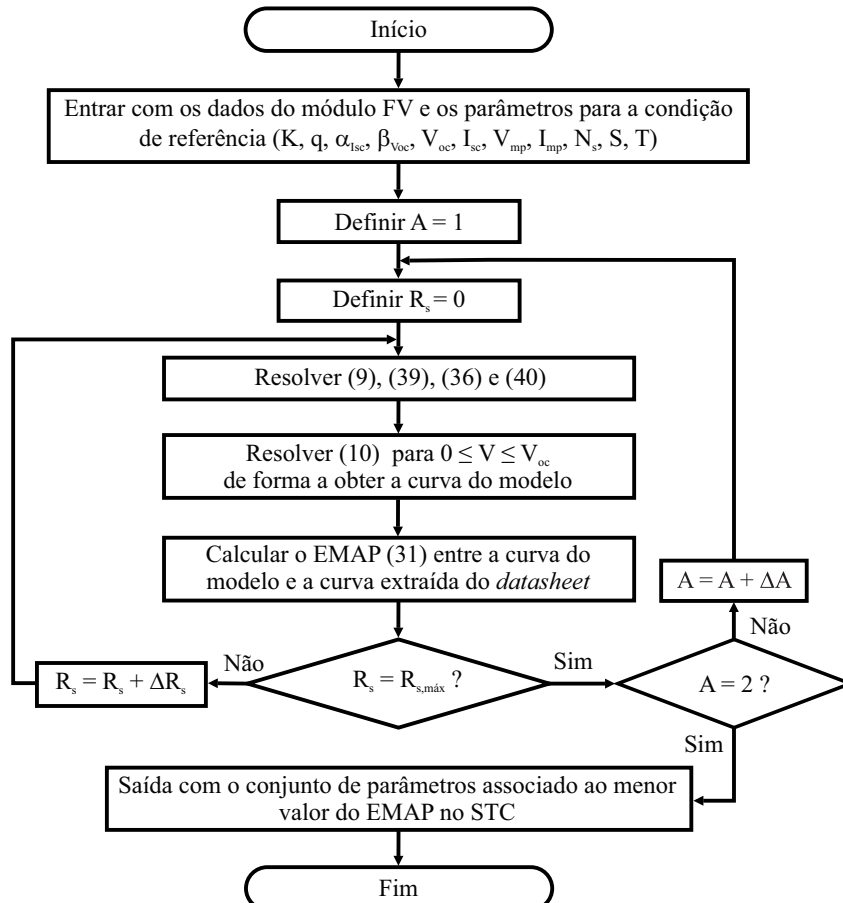 Início
Entrar com os dados do módulo FV e os parâmetros para a condição
de referência (K, q, α_Isc, β_Voc, V_oc, I_sc, V_mp, I_mp, N_s, S, T)
Definir A = 1
Definir R_s = 0
Resolver (9), (39), (36) e (40)
Resolver (10) para 0 ≤ V ≤ V_oc
de forma a obter a curva do modelo
Calcular o EMAP (31) entre a curva do
modelo e a curva extraída do datasheet
A = A + ΔA
Não
R_s = R_s + ΔR_s
Não
R_s = R_s,máx ?
Sim
A = 2 ?
Sim
Saída com o conjunto de parâmetros associado ao menor
valor do EMAP no STC
Fim